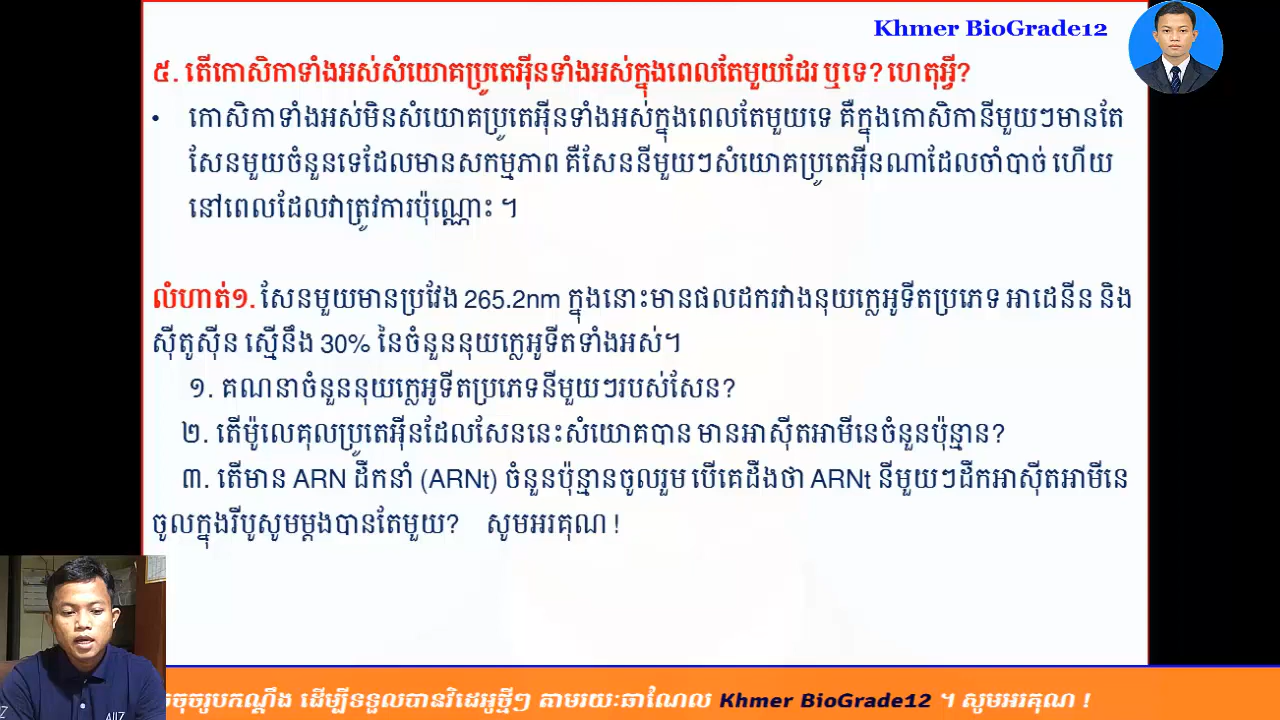 Khmer BioGrade12
៥. តើកោសិកាទាំងអស់សំយោគប្រូតេអ៊ីនទាំងអស់ក្នុងពេលតែមួយដែរ ឬទេ? ហេតុអ្វី?
• កោសិកាទាំងអស់មិនសំយោគប្រូតេអ៊ីនទាំងអស់ក្នុងពេលតែមួយទេ គឺក្នុងកោសិកានីមួយៗមានតែ
សែនមួយចំនួនទេដែលមានសកម្មភាព គឺសែននីមួយៗសំយោគប្រូតេអ៊ីនណាដែលចាំបាច់ ហើយ
នៅពេលដែលវាត្រូវការប៉ុណ្ណោះ ។
លំហាត់១. សែនមួយមានប្រវែង 265.2nm ក្នុងនោះមានផលដករវាងនុយក្លេអូទីតប្រភេទ អាដេនីន និង
ស៊ីតូស៊ីន ស្មើនឹង 30% នៃចំនួននុយក្លេអូទីតទាំងអស់។
១. គណនាចំនួននុយក្លេអូទីតប្រភេទនីមួយៗរបស់សែន?
២. តើម៉ូលេគុលប្រូតេអ៊ីនដែលសែននេះសំយោគបាន មានអាស៊ីតអាមីនេចំនួនប៉ុន្មាន?
៣. តើមាន ARN ដឹកនាំ (ARNt) ចំនួនប៉ុន្មានចូលរួម បើគេដឹងថា ARNt នីមួយៗដឹកអាស៊ីតអាមីនេ
ចូលក្នុងរីបូសូមម្តងបានតែមួយ? សូមអរគុណ !
ចុចរូបកណ្តឹង ដើម្បីទទួលបានវិដេអូថ្មីៗ តាមរយៈឆាណែល Khmer BioGrade12 ។ សូមអរគុណ !